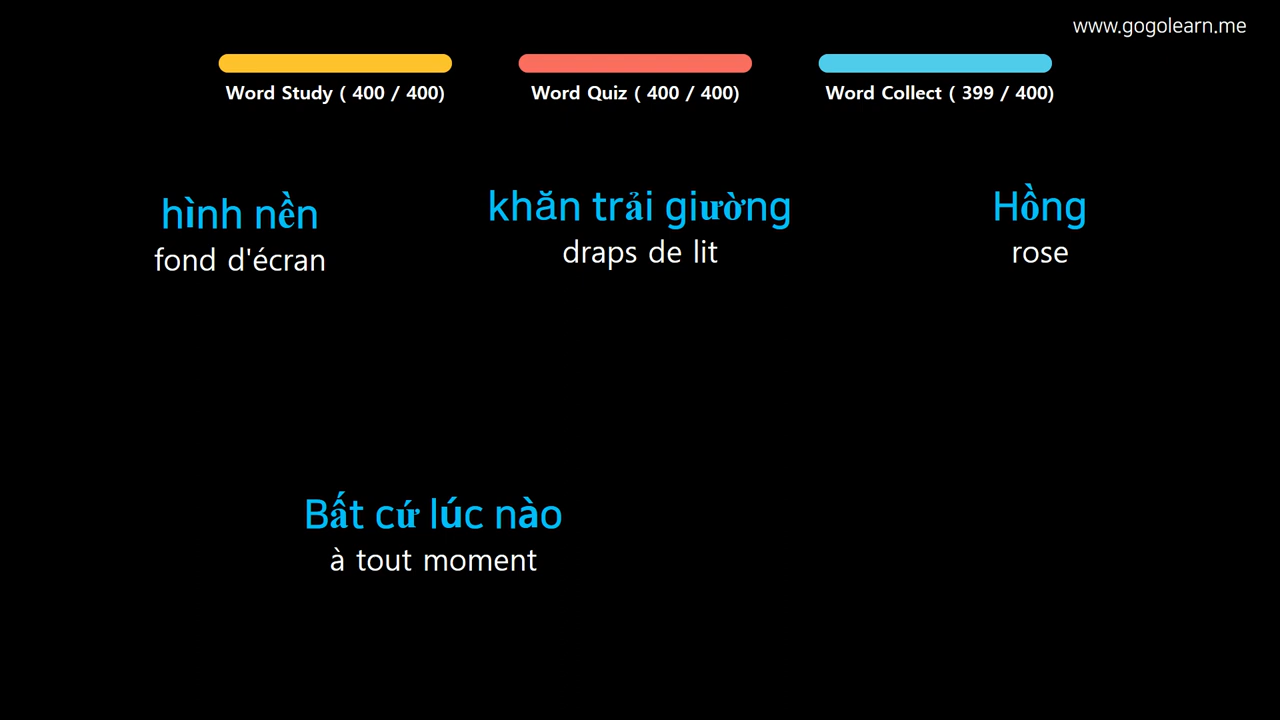 www.gogolearn.me
Word Study ( 400 / 400)
Word Quiz ( 400 / 400)
Word Collect ( 399 / 400)
hình nền
fond d'écran
khăn trải giường
draps de lit
Hồng
rose
Bất cứ lúc nào
à tout moment